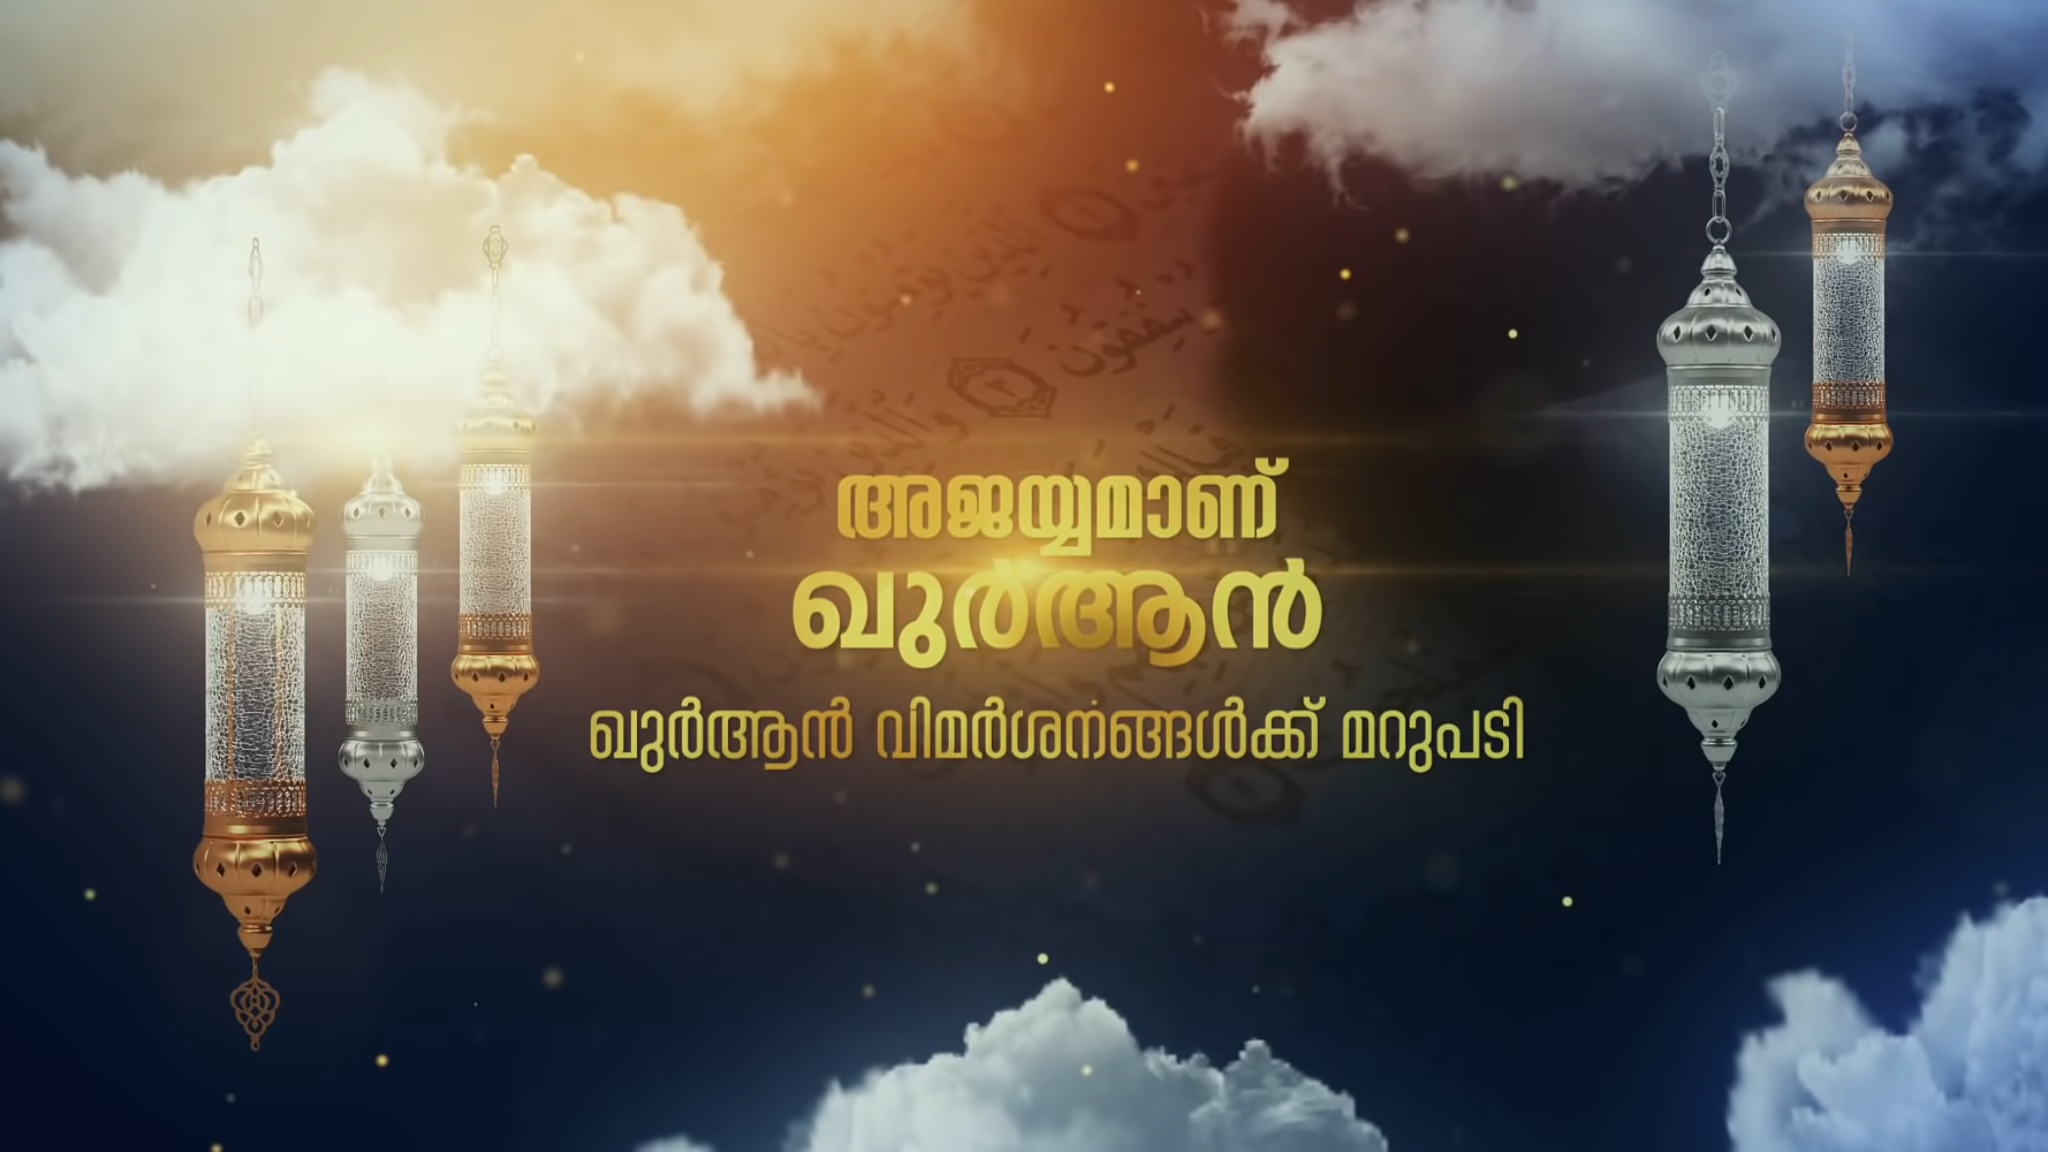 അജയ്യമാണ്
ഖുർആൻ
ഖുർആൻ വിമർശനങ്ങൾക്ക് മറുപടി